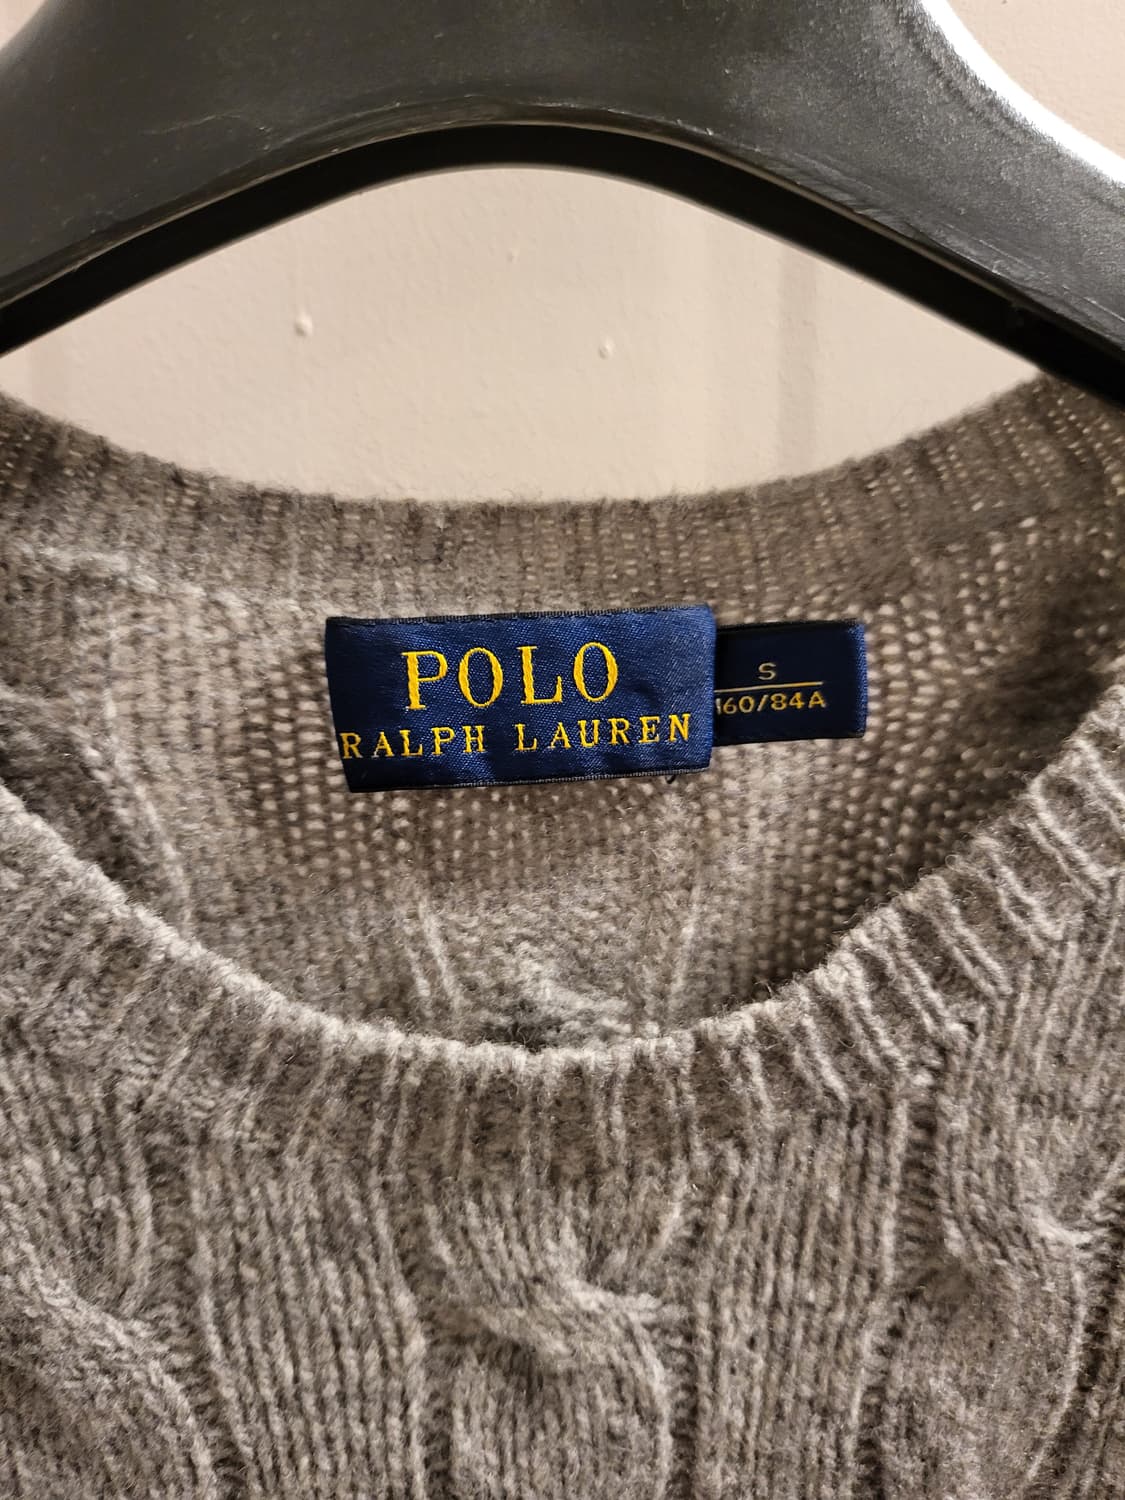 POLO
RALPH LAUREN
S
160/84A